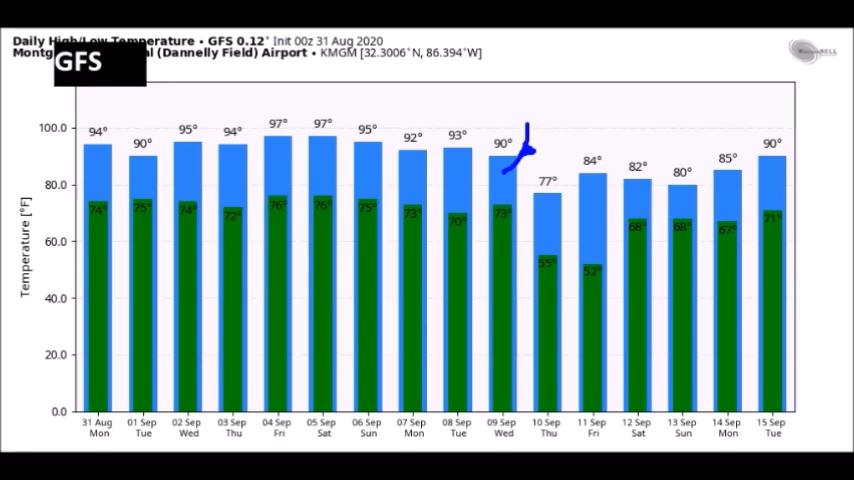 Daily High/Low Temperature • GFS 0.12° Init 00z 31 Aug 2020
al (Dannelly Field) Airport • KMGM [32.3006°N, 86.394°W]
GFS
WeatherBELL
Temperature [°F]
100.0
80.0
60.0
40.0
20.0
0.0
94° 90° 95° 94° 97° 97° 95° 92° 93° 90° 77° 84° 82° 80° 85° 90°
74° 75° 74° 72° 76° 76° 75° 73° 70° 73° 55° 52° 68° 68° 67° 71°
31 Aug 01 Sep 02 Sep 03 Sep 04 Sep 05 Sep 06 Sep 07 Sep 08 Sep 09 Sep 10 Sep 11 Sep 12 Sep 13 Sep 14 Sep 15 Sep
Mon Tue Wed Thu Fri Sat Sun Mon Tue Wed Thu Fri Sat Sun Mon Tue